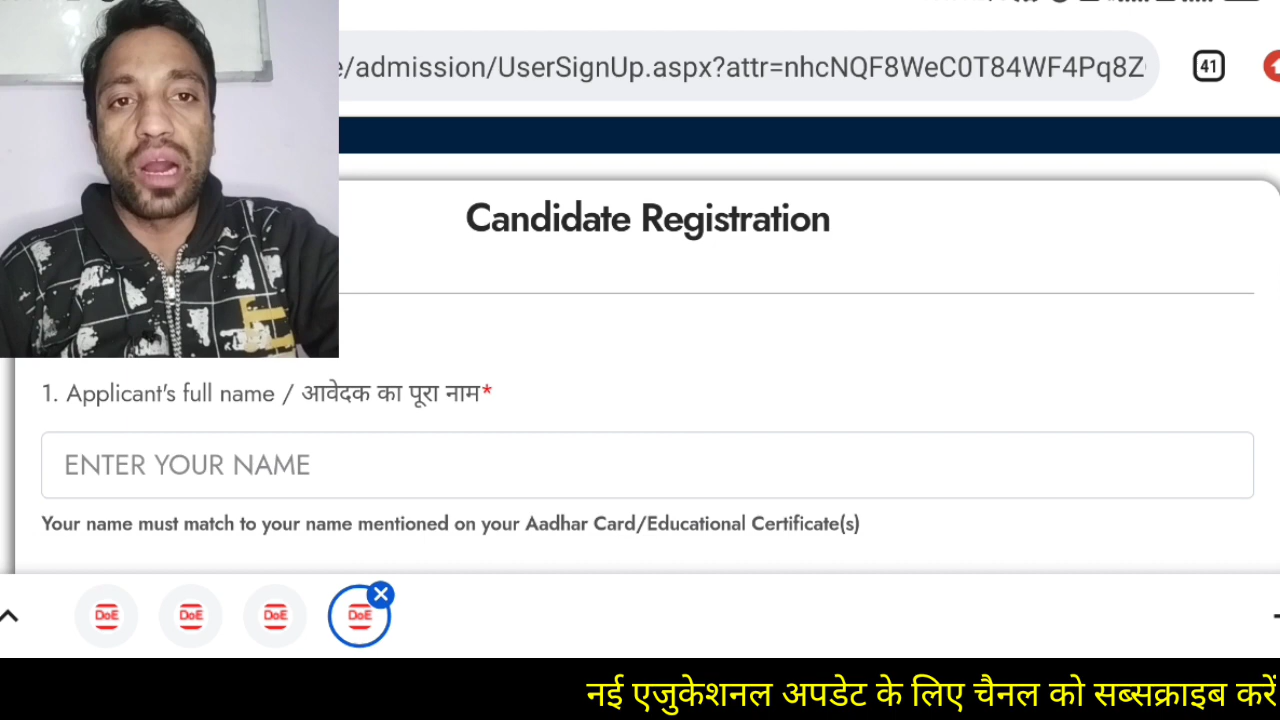 e/admission/UserSignUp.aspx?attr=nhcNQF8WeC0T84WF4Pq8Z
41
Candidate Registration
1. Applicant's full name / आवेदक का पूरा नाम*
ENTER YOUR NAME
Your name must match to your name mentioned on your Aadhar Card/Educational Certificate(s)
DoE DoE DoE DoE
नई एजुकेशनल अपडेट के लिए चैनल को सब्सक्राइब करें